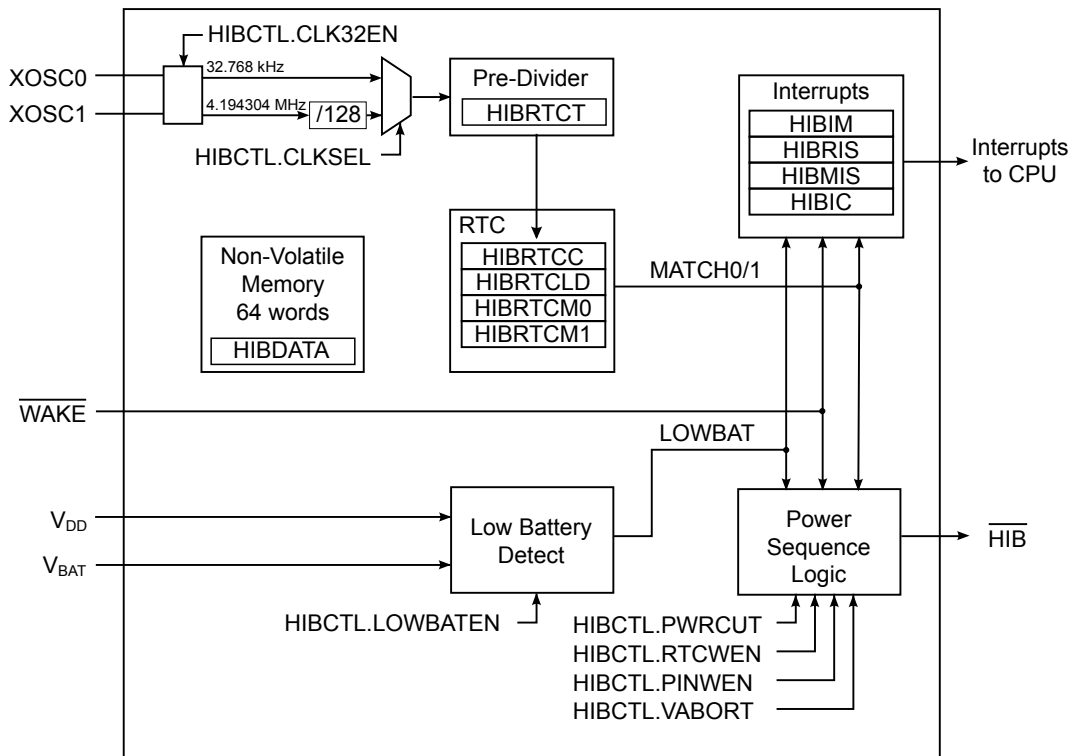 HIBCTL.CLK32EN
XOSC0
32.768 kHz
XOSC1
4.194304 MHz
/128
HIBCTL.CLKSEL
Pre-Divider
HIBRTCT
Interrupts
HIBIM
HIBRIS
HIBMIS
HIBIC
Interrupts
to CPU
RTC
HIBRTCC
HIBRTCLD
HIBRTCM0
HIBRTCM1
MATCH0/1
Non-Volatile
Memory
64 words
HIBDATA
WAKE
LOWBAT
VDD
VBAT
Low Battery
Detect
HIBCTL.LOWBATEN
Power
Sequence
Logic
HIB
HIBCTL.PWRCUT
HIBCTL.RTCWEN
HIBCTL.PINWEN
HIBCTL.VABORT